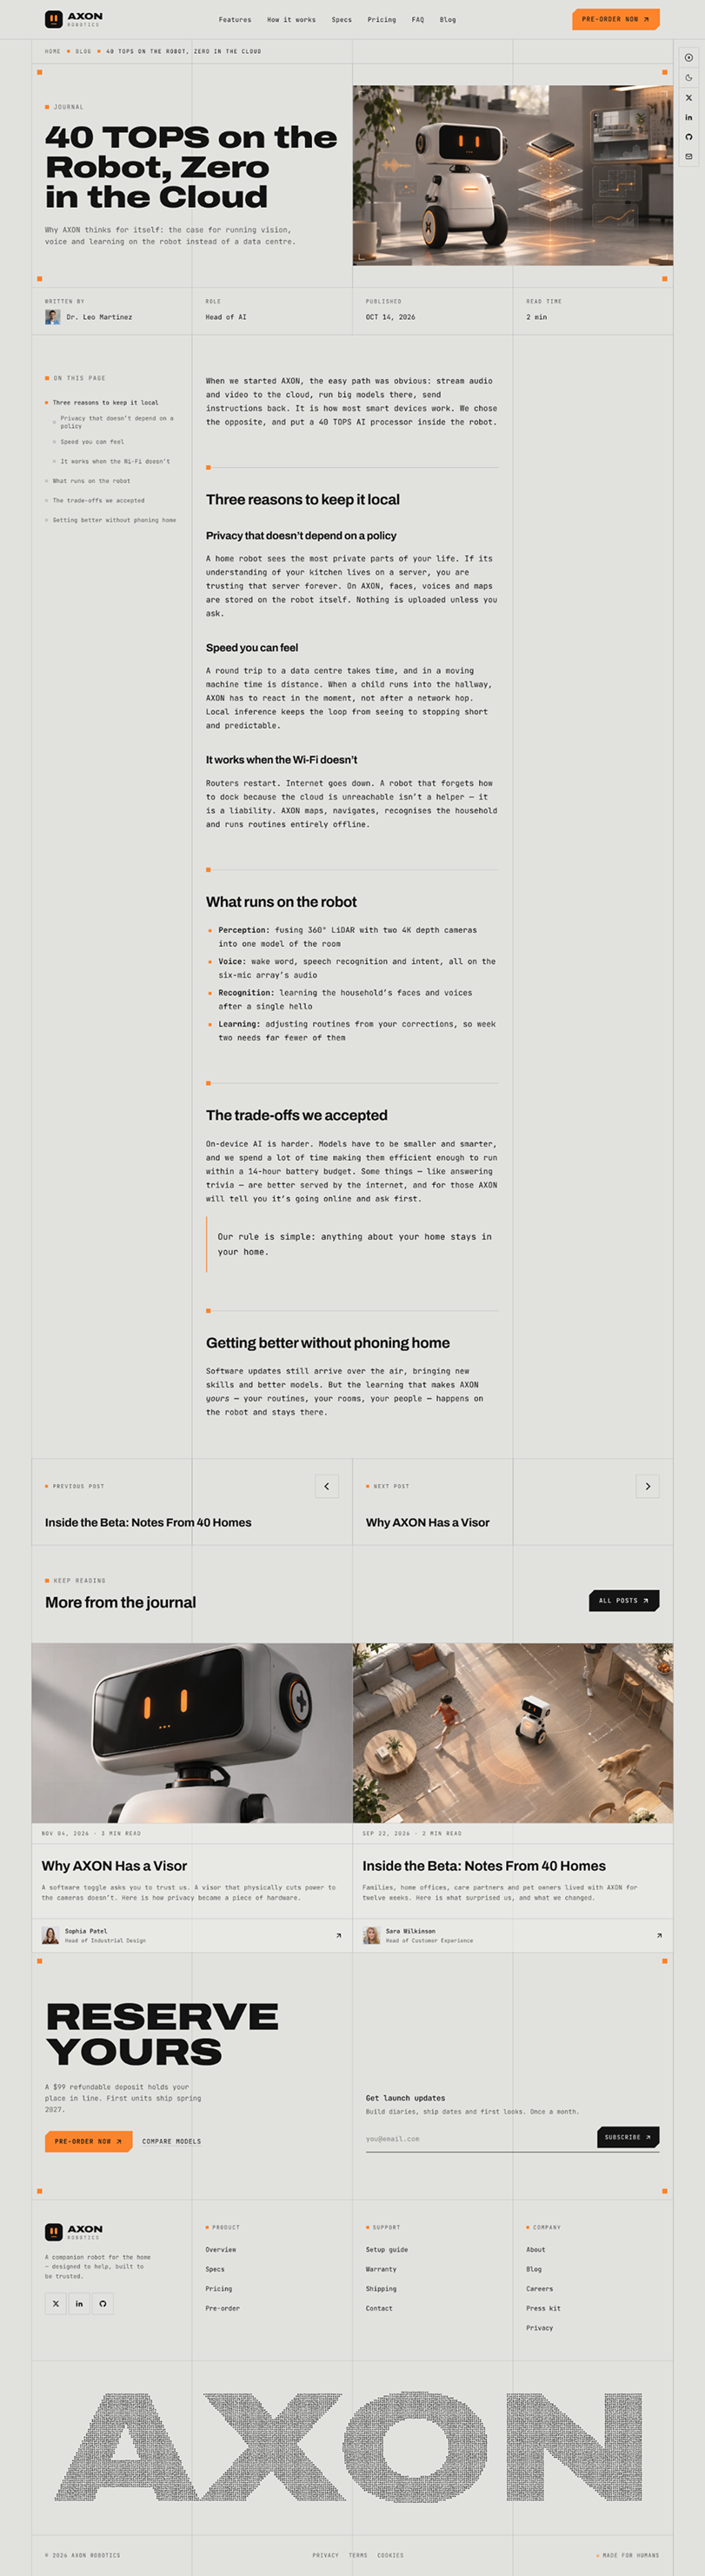 AXON
ROBOTICS
Features How it works Specs Pricing FAQ Blog
PRE-ORDER NOW
HOME BLOG 40 TOPS ON THE ROBOT, ZERO IN THE CLOUD
JOURNAL
40 TOPS on the
Robot, Zero
in the Cloud
Why AXON thinks for itself: the case for running vision,
voice and learning on the robot instead of a data centre.
WRITTEN BY
Dr. Leo Martinez
ROLE
Head of AI
PUBLISHED
OCT 14, 2026
READ TIME
2 min
ON THIS PAGE
Three reasons to keep it local
Privacy that doesn’t depend on a
policy
Speed you can feel
It works when the Wi-Fi doesn’t
What runs on the robot
The trade-offs we accepted
Getting better without phoning home
When we started AXON, the easy path was obvious: stream audio
and video to the cloud, run big models there, send
instructions back. It is how most smart devices work. We chose
the opposite, and put a 40 TOPS AI processor inside the robot.
Three reasons to keep it local
Privacy that doesn’t depend on a policy
A home robot sees the most private parts of your life. If its
understanding of your kitchen lives on a server, you are
trusting that server forever. On AXON, faces, voices and maps
are stored on the robot itself. Nothing is uploaded unless you
ask.
Speed you can feel
A round trip to a data centre takes time, and in a moving
machine time is distance. When a child runs into the hallway,
AXON has to react in the moment, not after a network hop.
Local inference keeps the loop from seeing to stopping short
and predictable.
It works when the Wi-Fi doesn’t
Routers restart. Internet goes down. A robot that forgets how
to dock because the cloud is unreachable isn’t a helper — it
is a liability. AXON maps, navigates, recognises the household
and runs routines entirely offline.
What runs on the robot
Perception: fusing 360° LiDAR with two 4K depth cameras
into one model of the room
Voice: wake word, speech recognition and intent, all on the
six-mic array’s audio
Recognition: learning the household’s faces and voices
after a single hello
Learning: adjusting routines from your corrections, so week
two needs far fewer of them
The trade-offs we accepted
On-device AI is harder. Models have to be smaller and smarter,
and we spend a lot of time making them efficient enough to run
within a 14-hour battery budget. Some things — like answering
trivia — are better served by the internet, and for those AXON
will tell you it’s going online and ask first.
Our rule is simple: anything about your home stays in
your home.
Getting better without phoning home
Software updates still arrive over the air, bringing new
skills and better models. But the learning that makes AXON
yours — your routines, your rooms, your people — happens on
the robot and stays there.
PREVIOUS POST
Inside the Beta: Notes From 40 Homes
NEXT POST
Why AXON Has a Visor
KEEP READING
More from the journal
ALL POSTS
NOV 04, 2026 · 3 MIN READ
Why AXON Has a Visor
A software toggle asks you to trust us. A visor that physically cuts power to
the cameras doesn’t. Here is how privacy became a piece of hardware.
Sophia Patel
Head of Industrial Design
SEP 22, 2026 · 2 MIN READ
Inside the Beta: Notes From 40 Homes
Families, home offices, care partners and pet owners lived with AXON for
twelve weeks. Here is what surprised us, and what we changed.
Sara Wilkinson
Head of Customer Experience
RESERVE
YOURS
A $99 refundable deposit holds your
place in line. First units ship spring
2027.
PRE-ORDER NOW COMPARE MODELS
Get launch updates
Build diaries, ship dates and first looks. Once a month.
you@email.com
SUBSCRIBE
AXON
ROBOTICS
A companion robot for the home
— designed to help, built to
be trusted.
PRODUCT
Overview
Specs
Pricing
Pre-order
SUPPORT
Setup guide
Warranty
Shipping
Contact
COMPANY
About
Blog
Careers
Press kit
Privacy
AXON
© 2026 AXON ROBOTICS
PRIVACY TERMS COOKIES
MADE FOR HUMANS